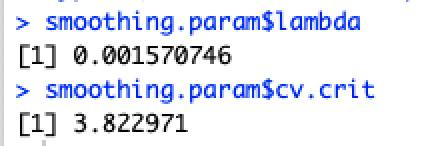 > smoothing.param$lambda
[1] 0.001570746
> smoothing.param$cv.crit
[1] 3.822971